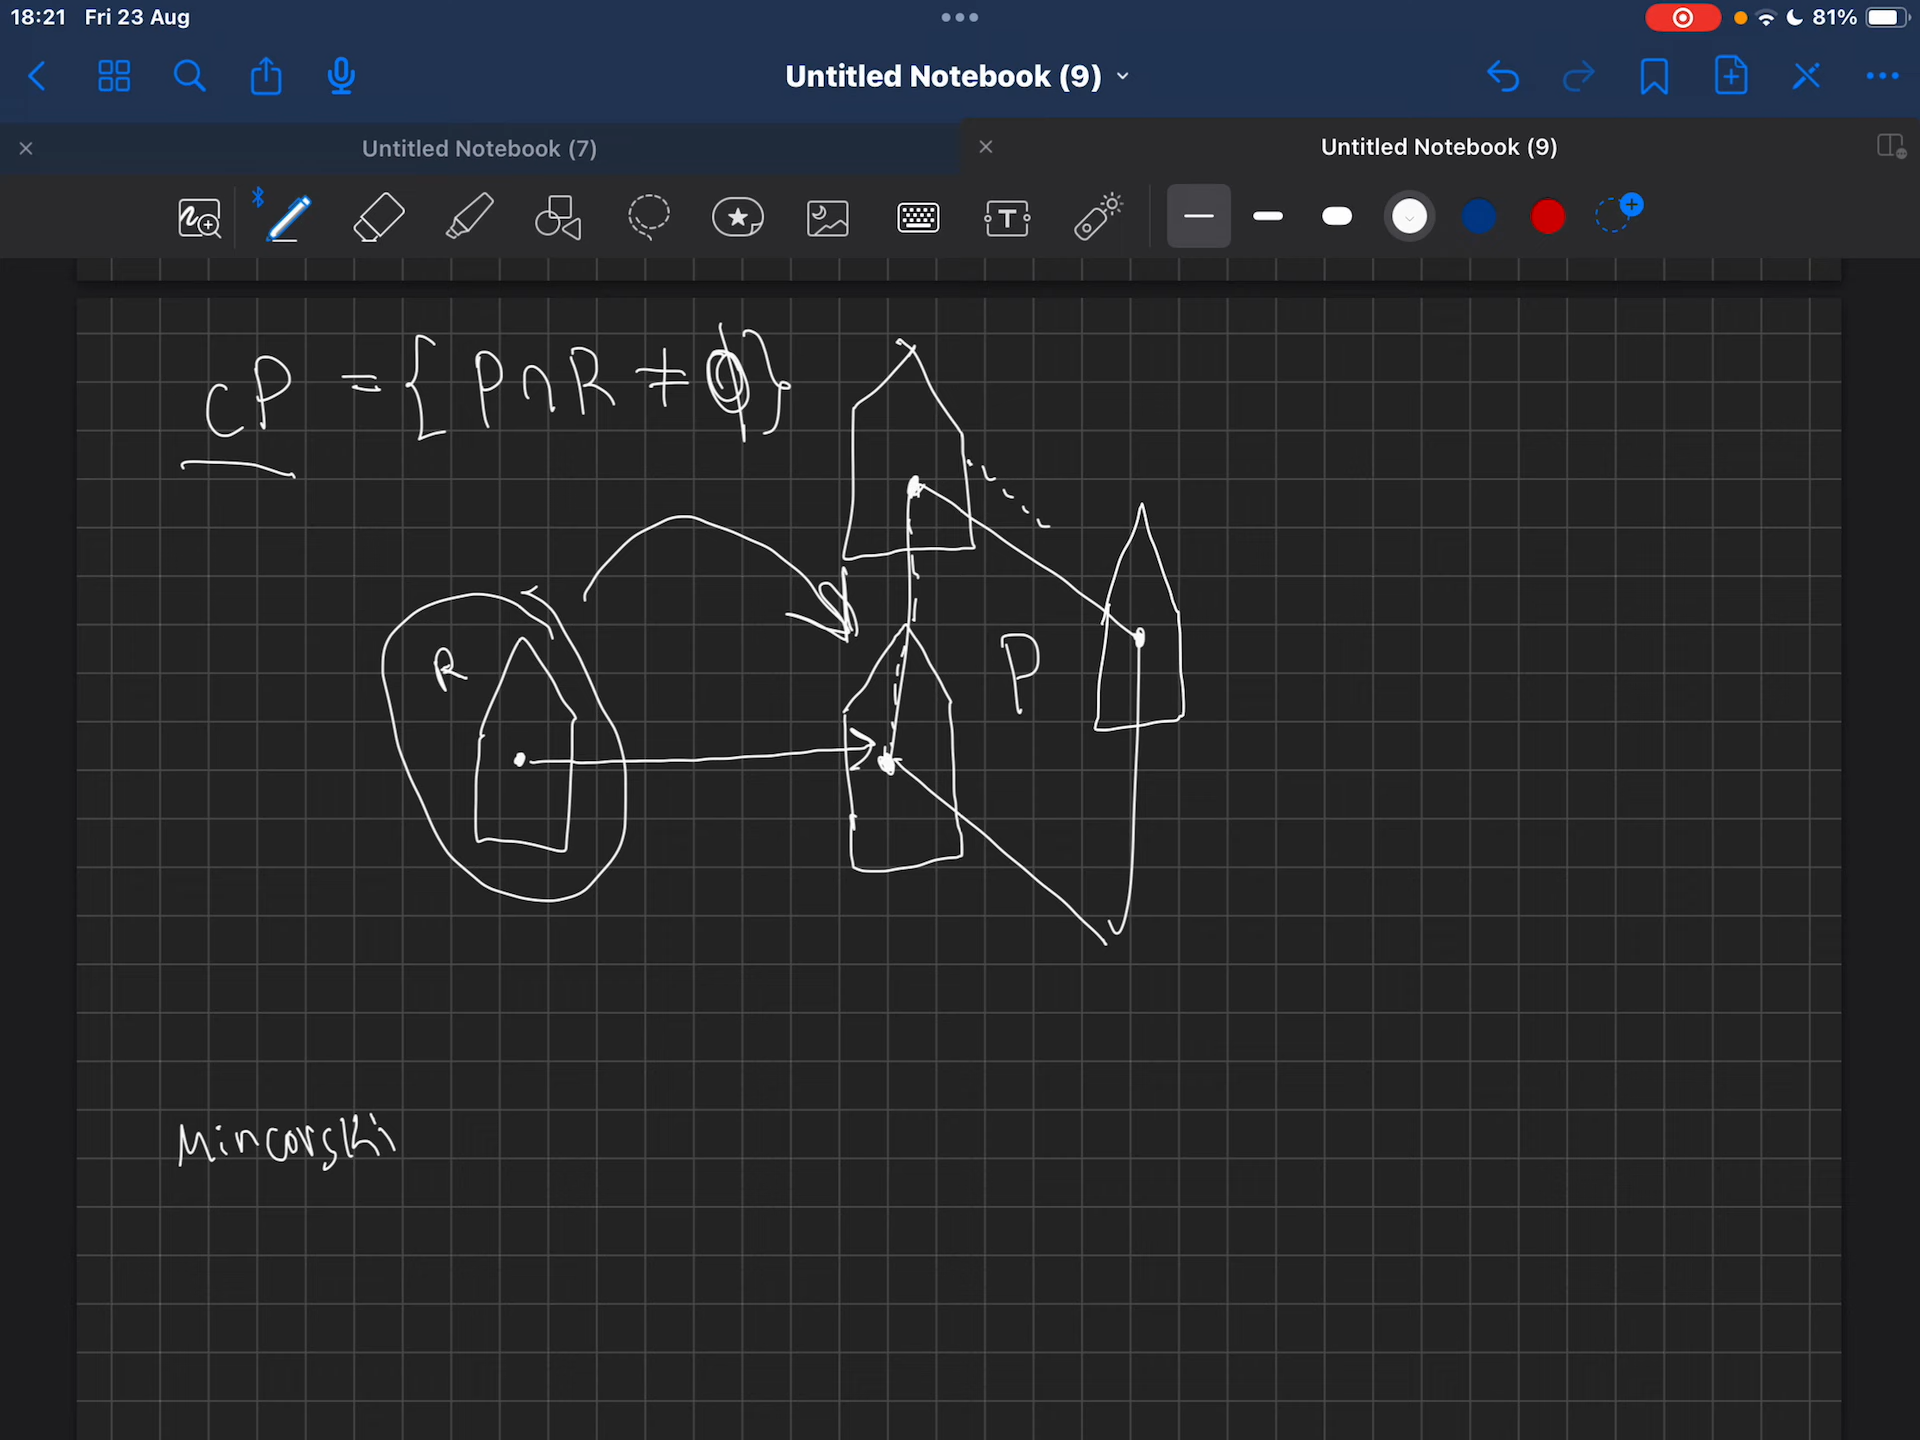 18:21 Fri 23 Aug
81%
Untitled Notebook (9)
Untitled Notebook (7)
Untitled Notebook (9)
T
CP = { P ∩ R ≠ ϕ }
R
P
Mincorski